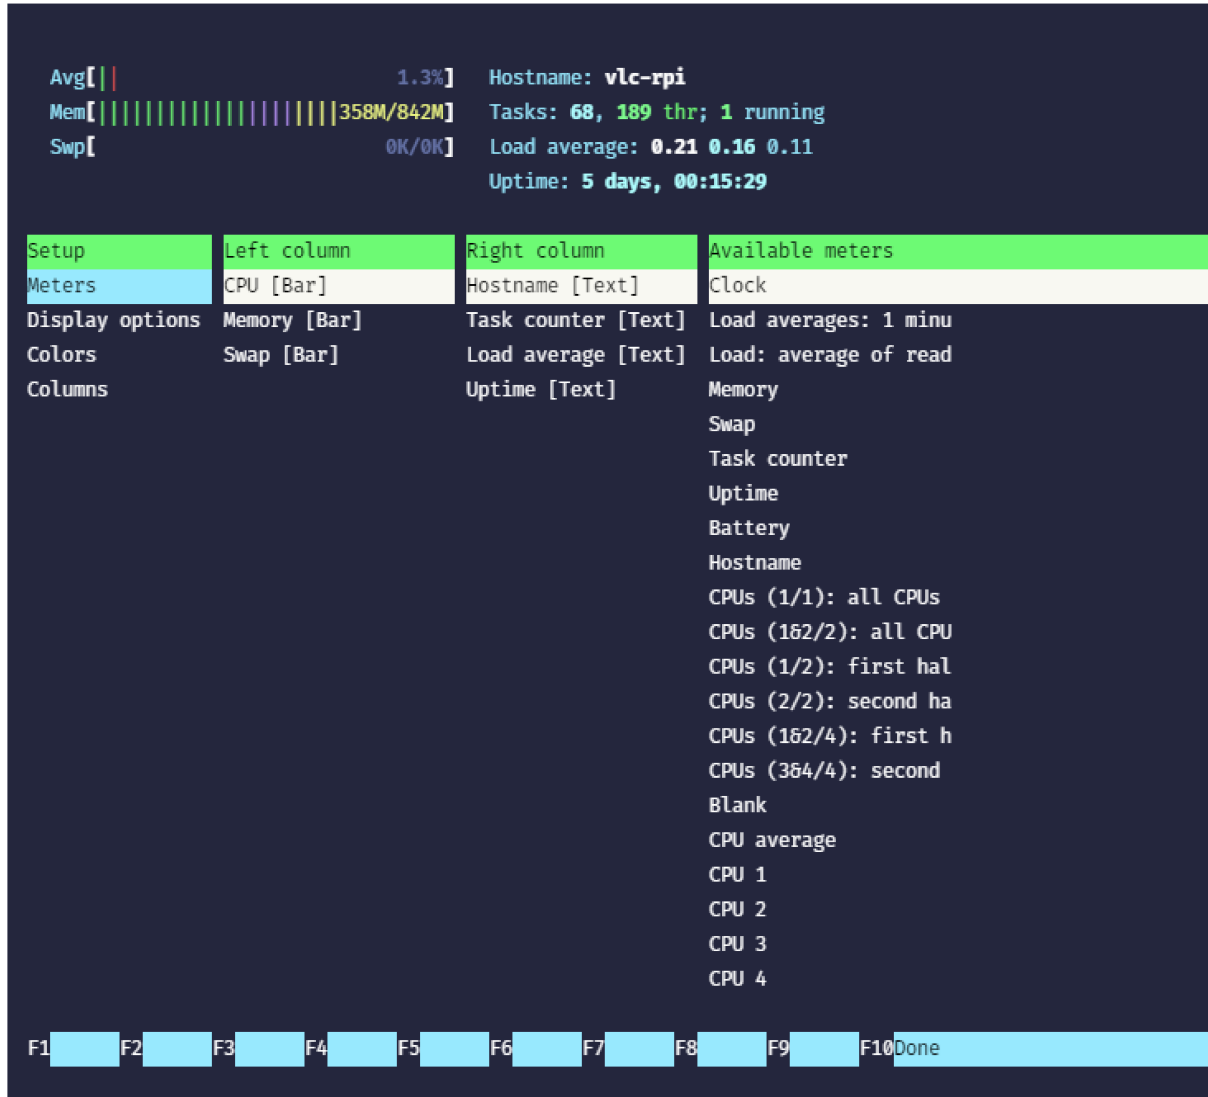 Avg[|| 1.3%] Hostname: vlc-rpi
Mem[|||||||||||||||||||||358M/842M] Tasks: 68, 189 thr; 1 running
Swp[ 0K/0K] Load average: 0.21 0.16 0.11
Uptime: 5 days, 00:15:29
Setup Left column Right column Available meters
Meters CPU [Bar] Hostname [Text] Clock
Display options Memory [Bar] Task counter [Text] Load averages: 1 minu
Colors Swap [Bar] Load average [Text] Load: average of read
Columns Uptime [Text] Memory
Swap
Task counter
Uptime
Battery
Hostname
CPUs (1/1): all CPUs
CPUs (1&2/2): all CPU
CPUs (1/2): first hal
CPUs (2/2): second ha
CPUs (1&2/4): first h
CPUs (3&4/4): second
Blank
CPU average
CPU 1
CPU 2
CPU 3
CPU 4
F1 F2 F3 F4 F5 F6 F7 F8 F9 F10Done